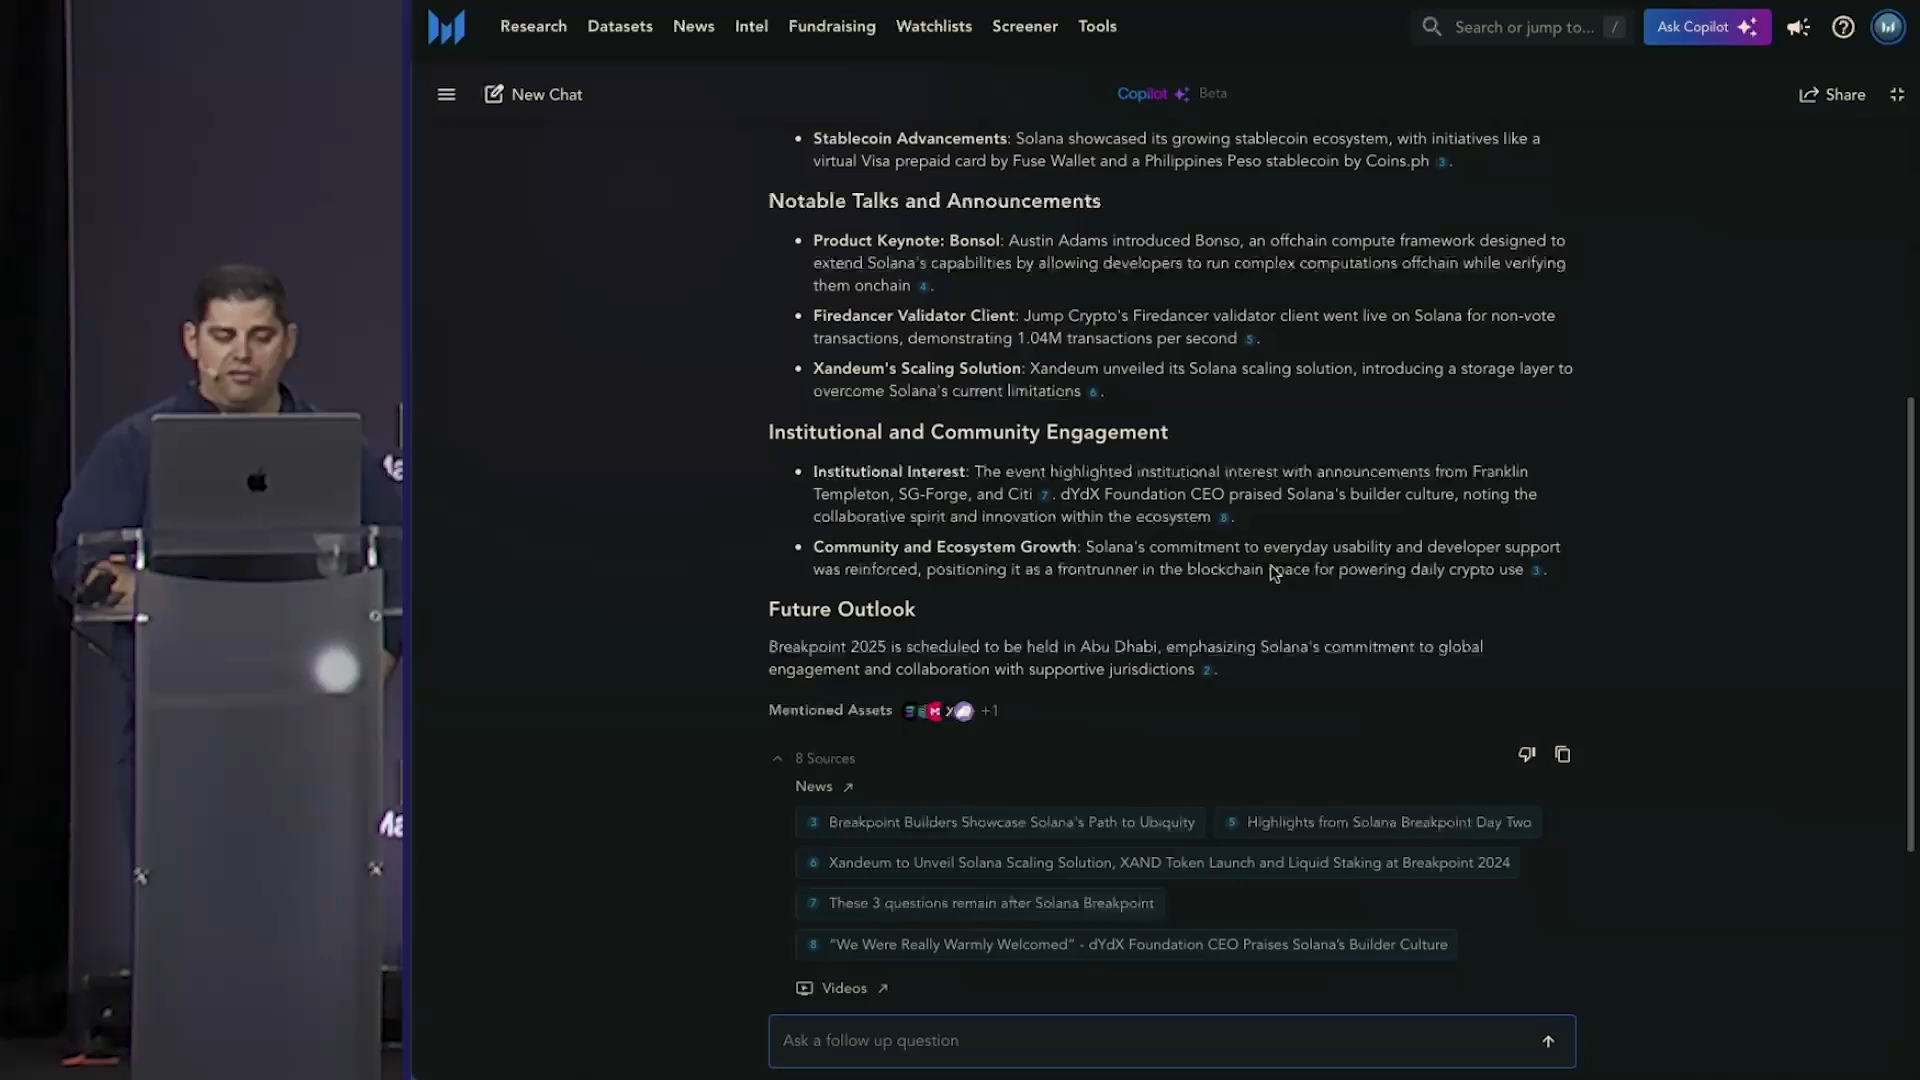 Research Datasets News Intel Fundraising Watchlists Screener Tools Search or jump to... / Ask Copilot ?
New Chat Copilot Beta Share
Stablecoin Advancements: Solana showcased its growing stablecoin ecosystem, with initiatives like a
virtual Visa prepaid card by Fuse Wallet and a Philippines Peso stablecoin by Coins.ph 3.
Notable Talks and Announcements
Product Keynote: Bonsol: Austin Adams introduced Bonso, an offchain compute framework designed to
extend Solana's capabilities by allowing developers to run complex computations offchain while verifying
them onchain 4.
Firedancer Validator Client: Jump Crypto's Firedancer validator client went live on Solana for non-vote
transactions, demonstrating 1.04M transactions per second 5.
Xandeum's Scaling Solution: Xandeum unveiled its Solana scaling solution, introducing a storage layer to
overcome Solana's current limitations 6.
Institutional and Community Engagement
Institutional Interest: The event highlighted institutional interest with announcements from Franklin
Templeton, SG-Forge, and Citi 7. dYdX Foundation CEO praised Solana's builder culture, noting the
collaborative spirit and innovation within the ecosystem 8.
Community and Ecosystem Growth: Solana's commitment to everyday usability and developer support
was reinforced, positioning it as a frontrunner in the blockchain space for powering daily crypto use 3.
Future Outlook
Breakpoint 2025 is scheduled to be held in Abu Dhabi, emphasizing Solana's commitment to global
engagement and collaboration with supportive jurisdictions 2.
Mentioned Assets +1
8 Sources
News
3 Breakpoint Builders Showcase Solana's Path to Ubiquity 5 Highlights from Solana Breakpoint Day Two
6 Xandeum to Unveil Solana Scaling Solution, XAND Token Launch and Liquid Staking at Breakpoint 2024
7 These 3 questions remain after Solana Breakpoint
8 "We Were Really Warmly Welcomed" - dYdX Foundation CEO Praises Solana's Builder Culture
Videos
Ask a follow up question